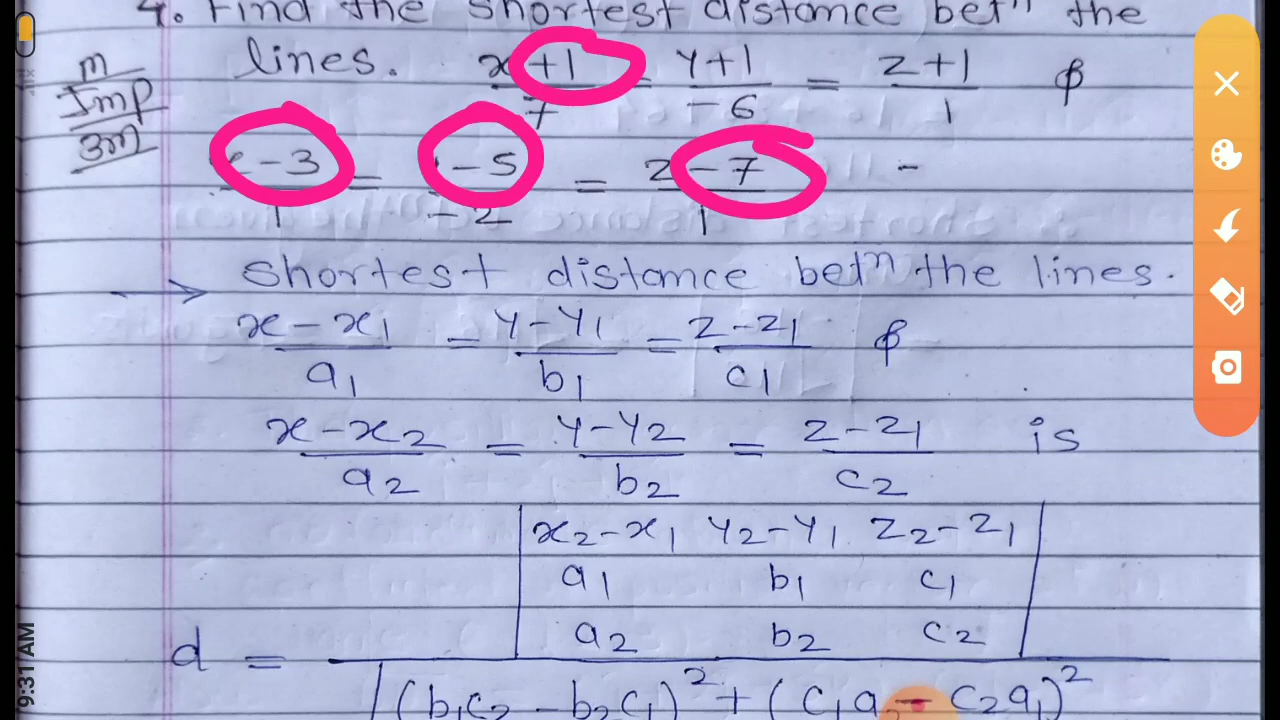 4. Find the shortest distance betⁿ the
lines. x+1/7 = y+1/-6 = z+1/1 &
m
Imp
3m
-3/1 = -5/-2 = z-7/1 -
→ shortest distance betⁿ the lines.
x-x₁/a₁ = y-y₁/b₁ = z-z₁/c₁ &
x-x₂/a₂ = y-y₂/b₂ = z-z₁/c₂ is
| x₂-x₁ y₂-y₁ z₂-z₁ |
| a₁ b₁ c₁ |
| a₂ b₂ c₂ |
d =
√(b₁c₂ - b₂c₁)² + (c₁a₂ - c₂a₁)²
9:31 AM